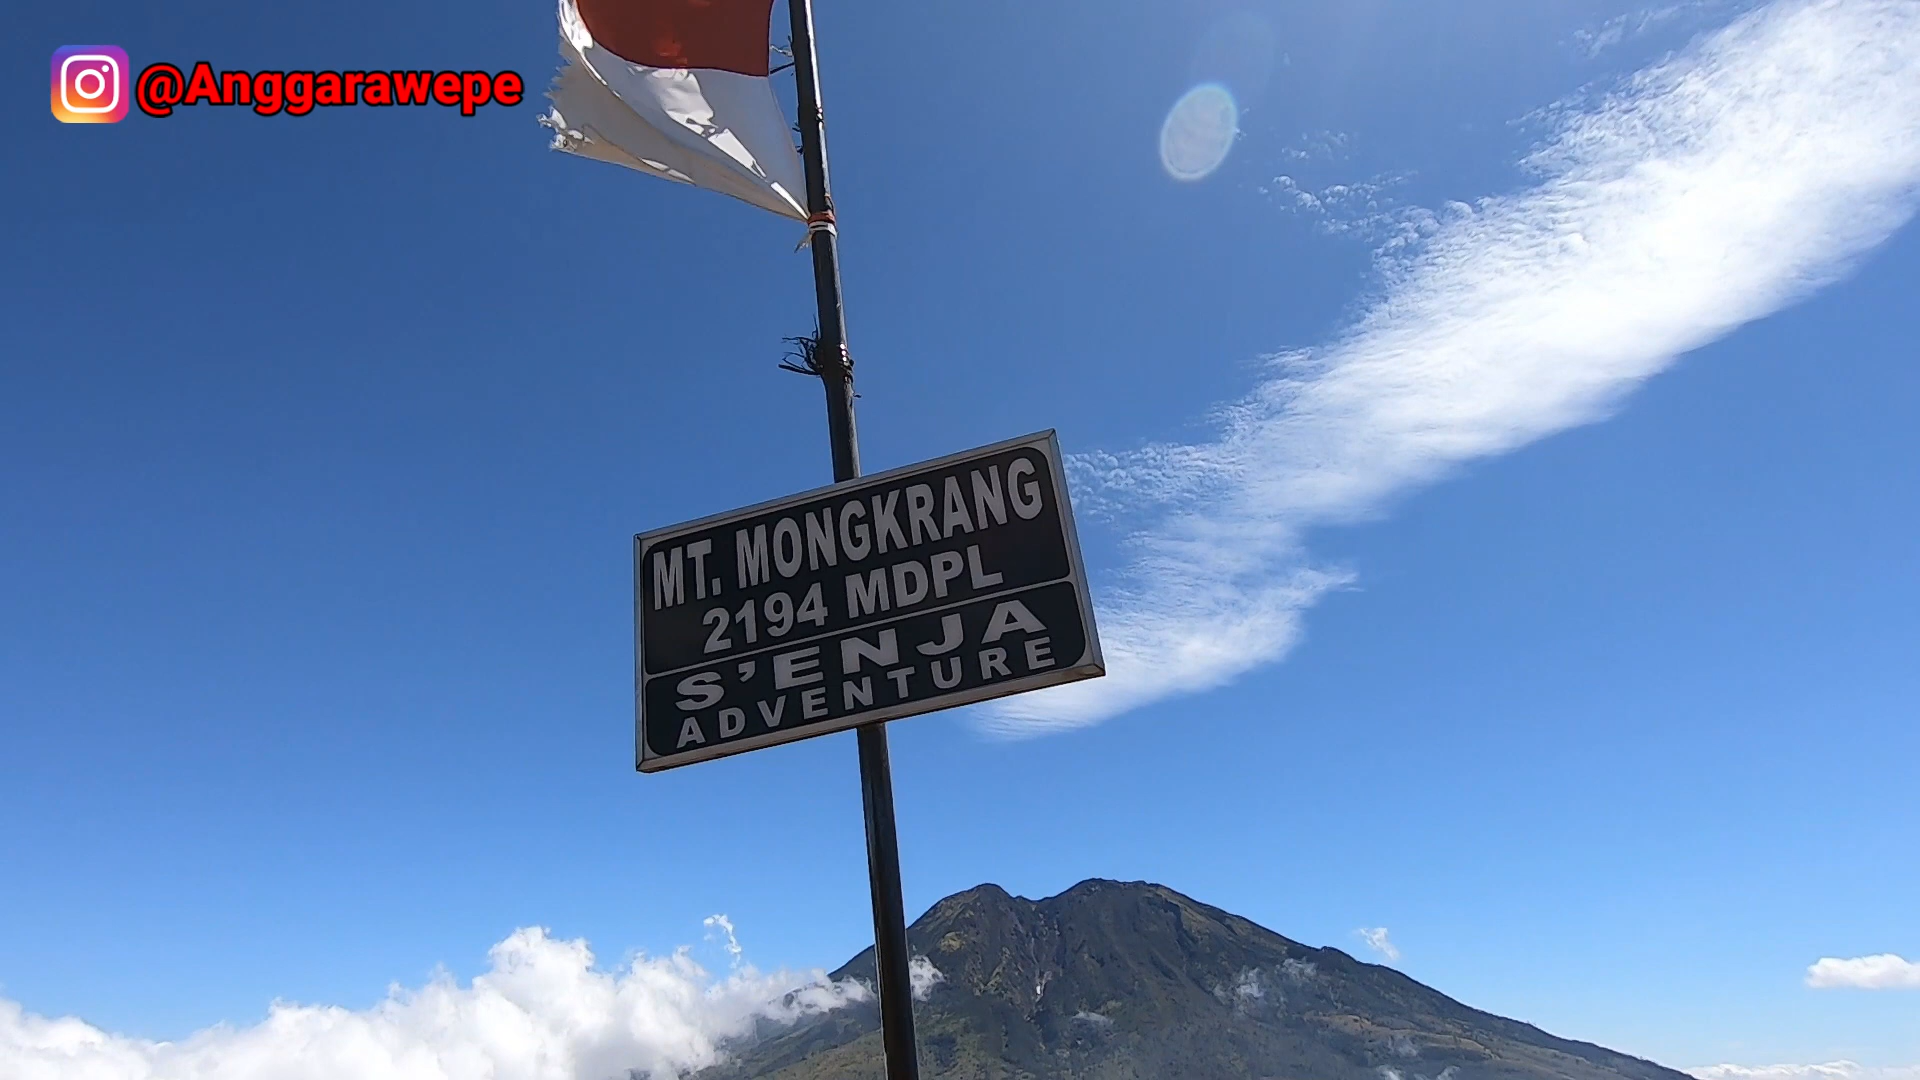 @Anggarawepe
MT. MONGKRANG
2194 MDPL
S'ENJA
ADVENTURE